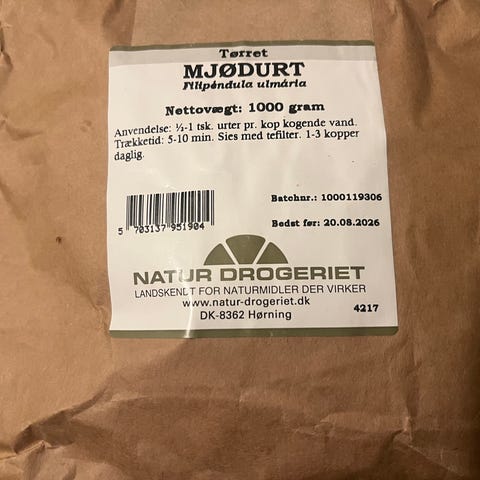 Tørret
MJØDURT
Filipéndula ulmária
Nettovægt: 1000 gram
Anvendelse: ½-1 tsk. urter pr. kop kogende vand.
Trækketid: 5-10 min. Sies med tefilter. 1-3 kopper
daglig.
Batchnr.: 1000119306
5 703137 951904
Bedst før: 20.08.2026
NATUR DROGERIET
LANDSKENDT FOR NATURMIDLER DER VIRKER
www.natur-drogeriet.dk
DK-8362 Hørning
4217